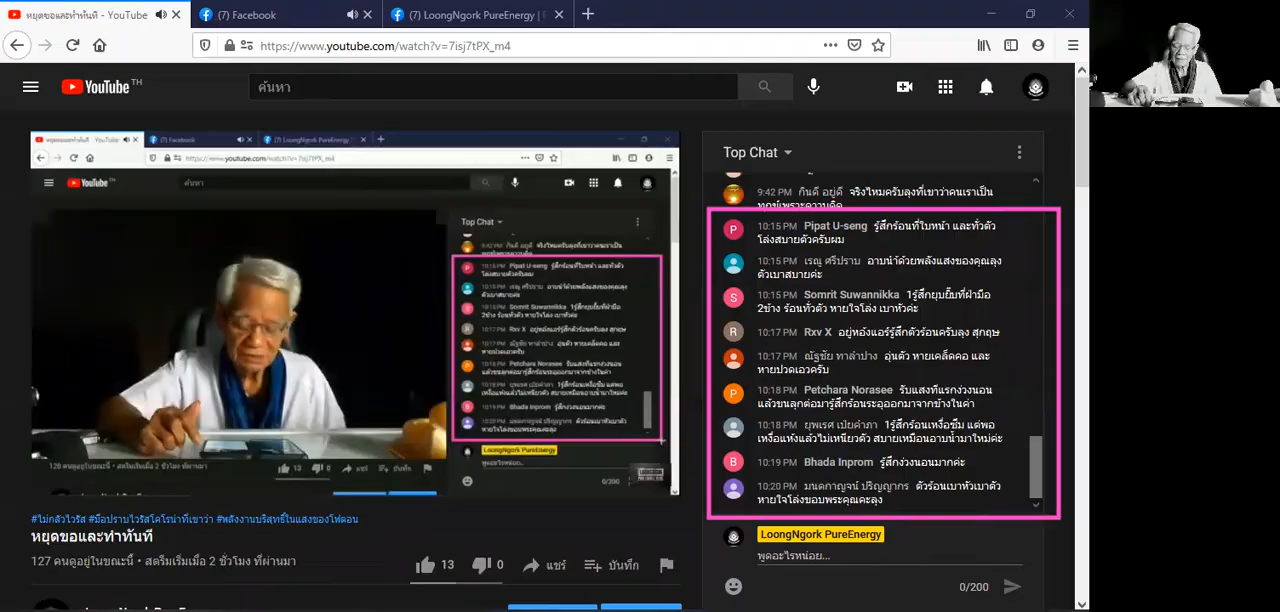 หยุดขอและทำทันที - YouTube
(7) Facebook
(7) LoongNgork PureEnergy |
https://www.youtube.com/watch?v=7isj7tPX_m4
YouTube TH
ค้นหา
Top Chat
9:42 PM กินดี อยู่ดี จริงไหมครับลุงที่เขาว่าคนเราเป็น
ทุกข์เพราะความคิด
10:15 PM Pipat U-seng รู้สึกร้อนที่ใบหน้า และทั่วตัว
โล่งสบายตัวครับผม
10:15 PM เรณู ศรีปราบ อาบน้ำด้วยพลังแสงของคุณลุง
ตัวเบาสบายค่ะ
10:15 PM Somrit Suwannikka 1รู้สึกยุบยิ๊บที่ฝ่ามือ
2ข้าง ร้อนทั่วตัว หายใจโล่ง เบาหัวค่ะ
10:17 PM Rxv X อยู่หอังแอร์รู้สึกตัวร้อนครับลุง สุกฤษ
10:17 PM ณัฐชัย ทาลำปาง อุ่นตัว หายเคล็ดคอ และ
หายปวดเอวครับ
10:18 PM Petchara Norasee รับแสงที่แรกง่วงนอน
แล้วขนลุกต่อมารู้สึกร้อนระอุออกมาจากข้างในค่า
10:18 PM ยุพเรศ เปียคำภา 1รู้สึกร้อนเหงื่อซึม แต่พอ
เหงื่อแห้งแล้วไม่เหนียวตัว สบายเหมือนอาบน้ำมาใหม่ค่ะ
10:19 PM Bhada Inprom รู้สึกง่วงนอนมากค่ะ
10:20 PM มนตกาญจน์ ปริญญากร ตัวร้อนเบาหัวเบาตัว
หายใจโล่งขอบพระคุณคะลุง
LoongNgork PureEnergy
พูดอะไรหน่อย...
0/200
#ไม่กลัวไวรัส #มือปราบไวรัสโคโรน่าที่เขาว่า #พลังงานบริสุทธิ์ในแสงของโฟตอน
หยุดขอและทำทันที
127 คนดูอยู่ในขณะนี้ • สตรีมเริ่มเมื่อ 2 ชั่วโมง ที่ผ่านมา
13
0
แชร์
บันทึก